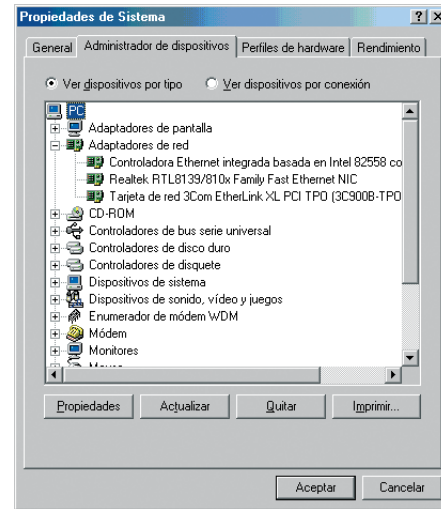 Propiedades de Sistema
General Administrador de dispositivos Perfiles de hardware Rendimiento
Ver dispositivos por tipo Ver dispositivos por conexión
PC
Adaptadores de pantalla
Adaptadores de red
Controladora Ethernet integrada basada en Intel 82558 co
Realtek RTL8139/810x Family Fast Ethernet NIC
Tarjeta de red 3Com EtherLink XL PCI TPO (3C900B-TPO
CD-ROM
Controladores de bus serie universal
Controladores de disco duro
Controladores de disquete
Dispositivos de sistema
Dispositivos de sonido, vídeo y juegos
Enumerador de módem WDM
Módem
Monitores
Mouse
Propiedades Actualizar Quitar Imprimir...
Aceptar Cancelar